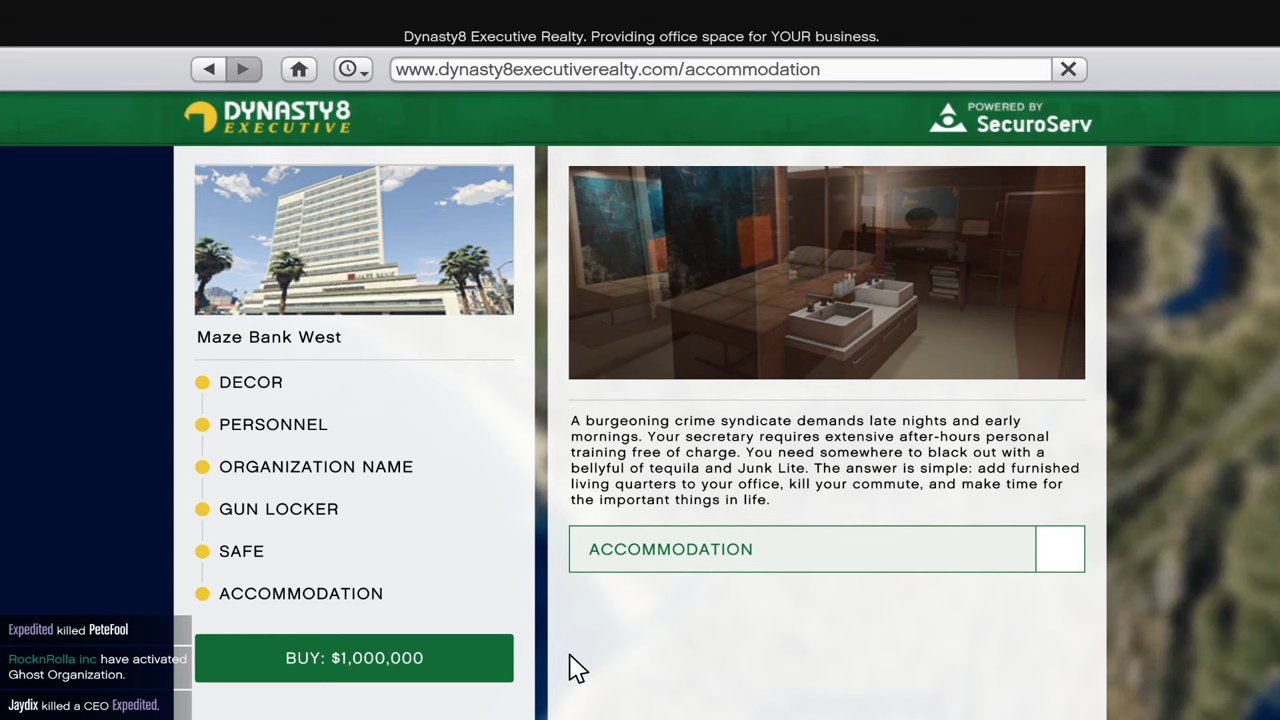 Dynasty8 Executive Realty. Providing office space for YOUR business.
www.dynasty8executiverealty.com/accommodation
DYNASTY8
EXECUTIVE
POWERED BY
SecuroServ
MAZE BANK
Maze Bank West
DECOR
PERSONNEL
ORGANIZATION NAME
GUN LOCKER
SAFE
ACCOMMODATION
BUY: $1,000,000
A burgeoning crime syndicate demands late nights and early
mornings. Your secretary requires extensive after-hours personal
training free of charge. You need somewhere to black out with a
bellyful of tequila and Junk Lite. The answer is simple: add furnished
living quarters to your office, kill your commute, and make time for
the important things in life.
ACCOMMODATION
Expedited killed PeteFool
RocknRolla inc have activated
Ghost Organization.
Jaydix killed a CEO Expedited.